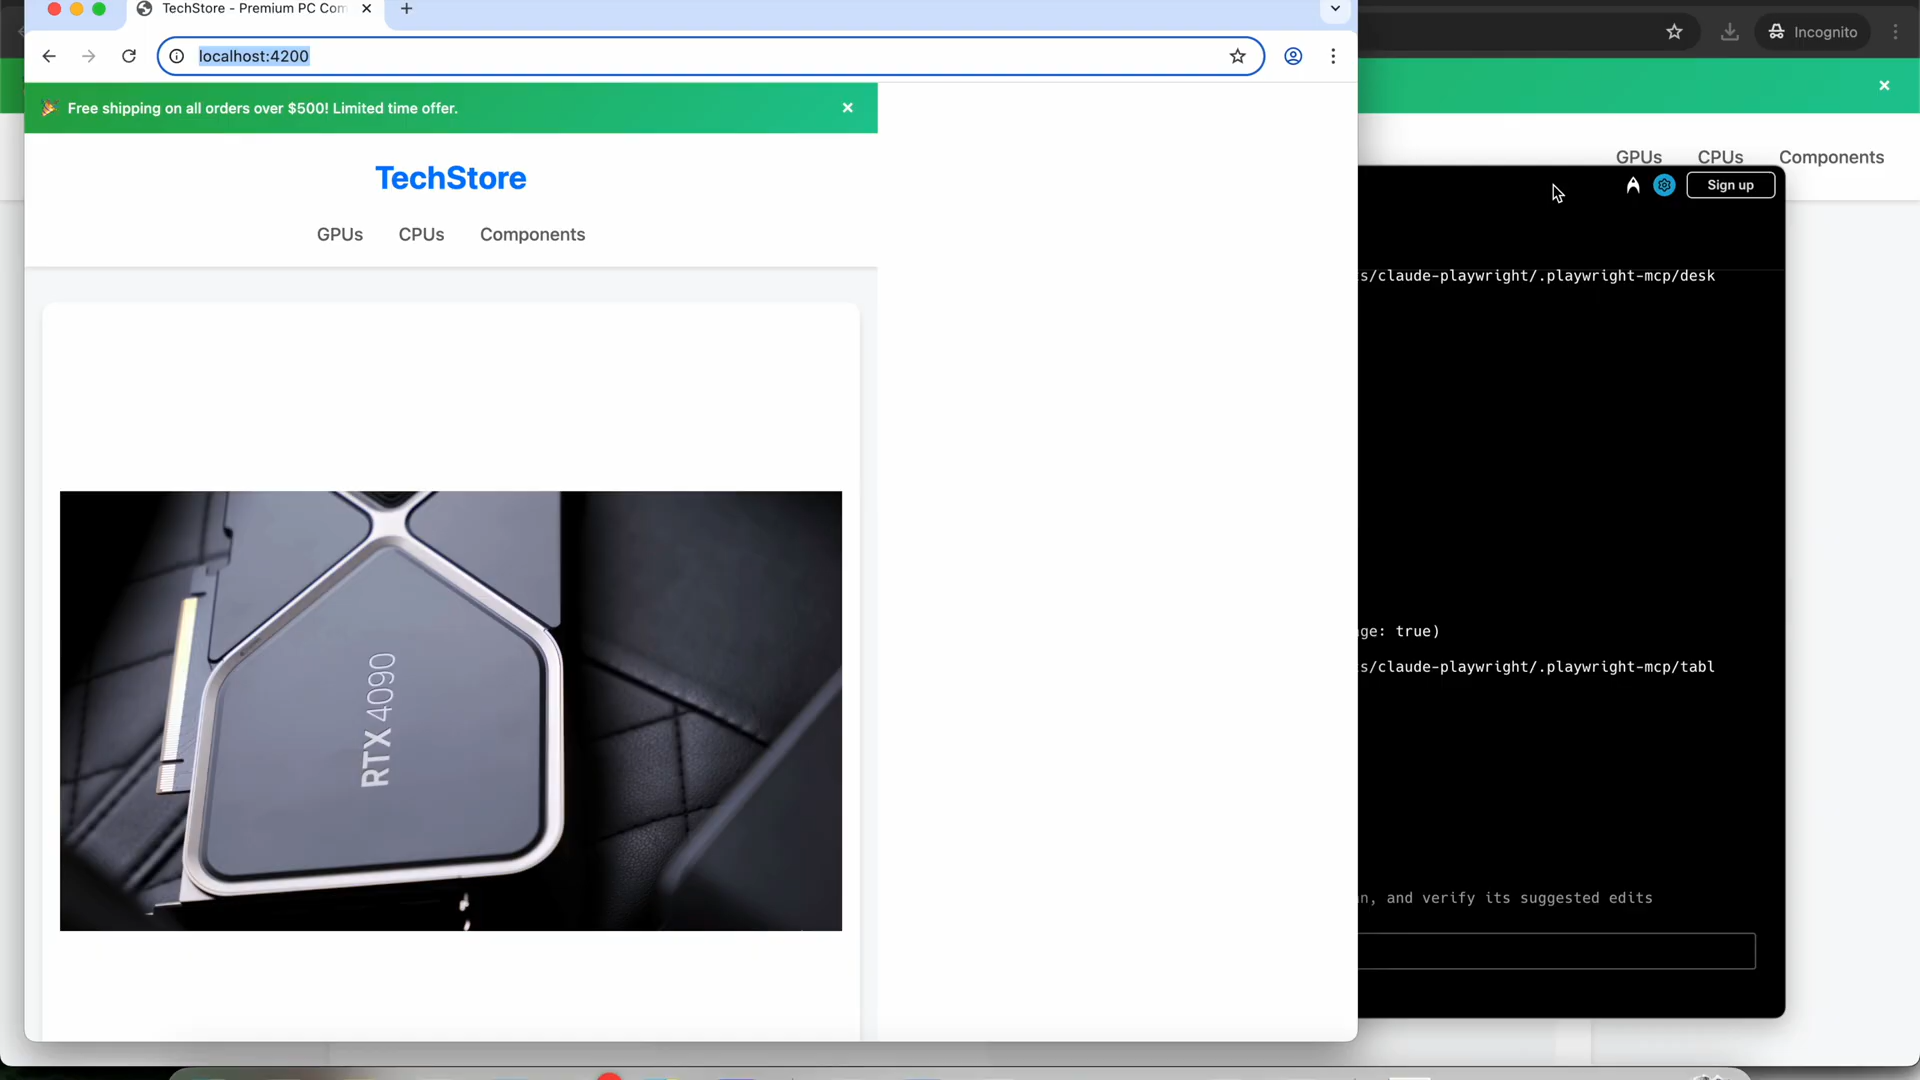 TechStore - Premium PC Com
localhost:4200
Incognito
Free shipping on all orders over $500! Limited time offer.
TechStore
GPUs CPUs Components
GPUs CPUs Components
Sign up
s/claude-playwright/.playwright-mcp/desk
ge: true)
s/claude-playwright/.playwright-mcp/tabl
n, and verify its suggested edits
RTX 4090